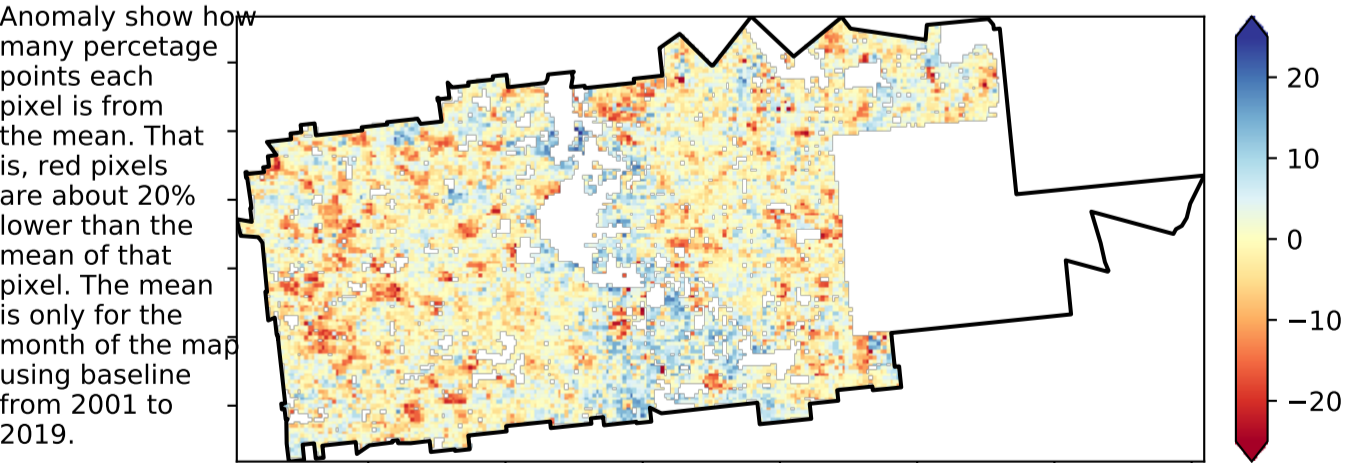 Anomaly show how
many percetage
points each
pixel is from
the mean. That
is, red pixels
are about 20%
lower than the
mean of that
pixel. The mean
is only for the
month of the map
using baseline
from 2001 to
2019.
20
10
0
−10
−20